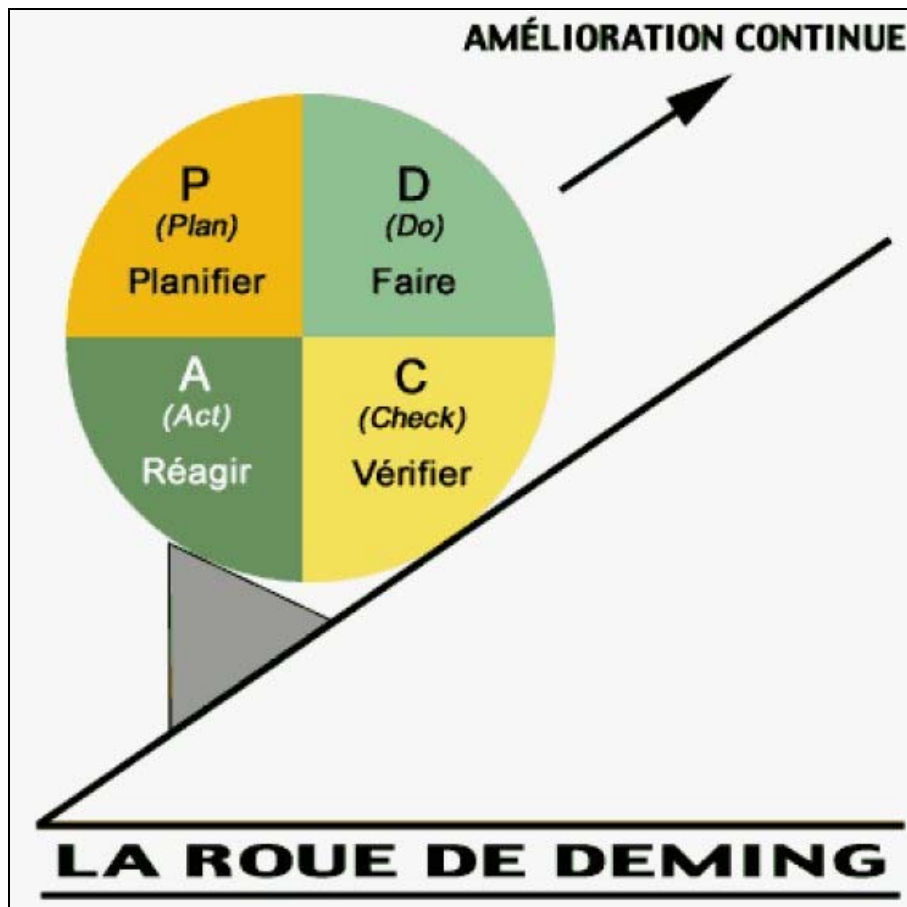 AMÉLIORATION CONTINUE
P
(Plan)
Planifier
D
(Do)
Faire
A
(Act)
Réagir
C
(Check)
Vérifier
LA ROUE DE DEMING